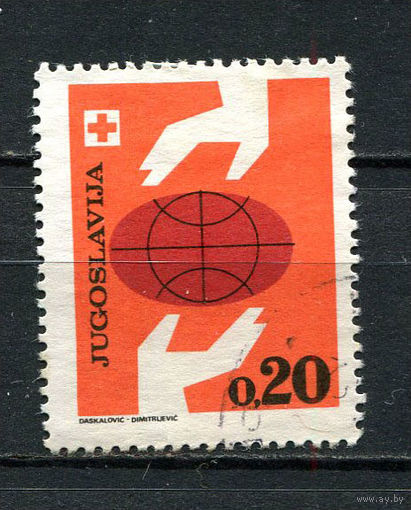 JUGOSLAVIJA
0,20
DASKALOVIĆ - DIMITRIJEVIĆ
www.ay.by